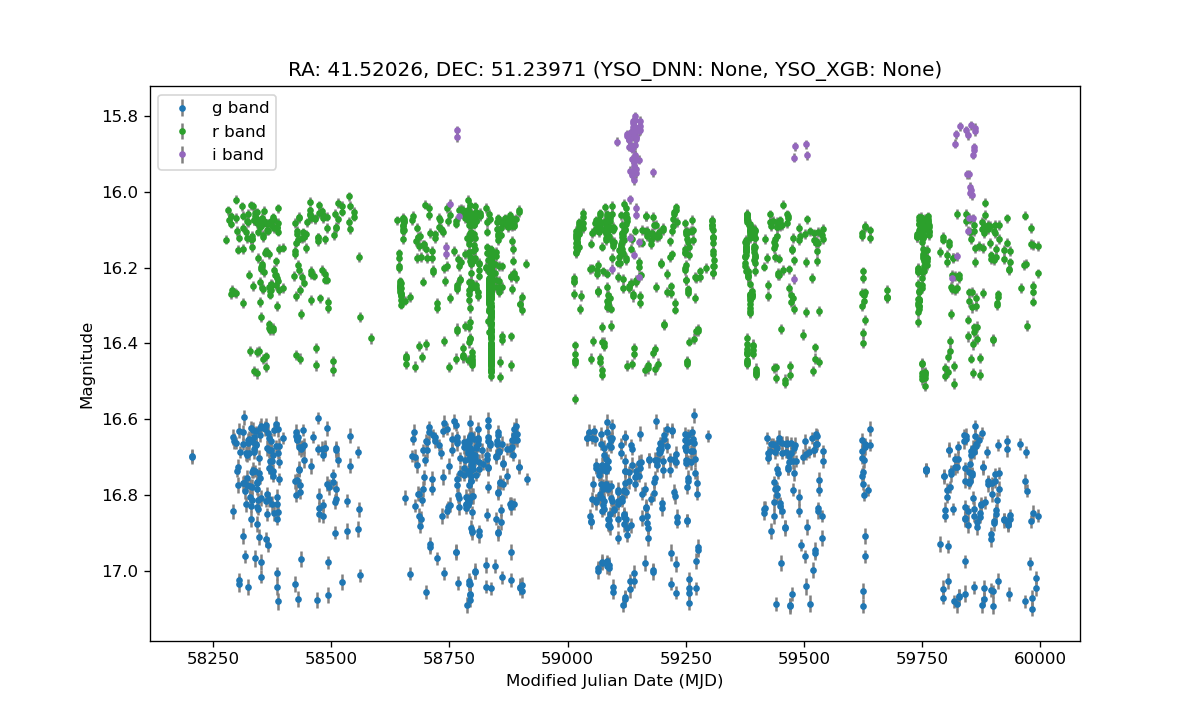 RA: 41.52026, DEC: 51.23971 (YSO_DNN: None, YSO_XGB: None)
g band
r band
i band
15.8
16.0
16.2
16.4
16.6
16.8
17.0
Magnitude
58250 58500 58750 59000 59250 59500 59750 60000
Modified Julian Date (MJD)